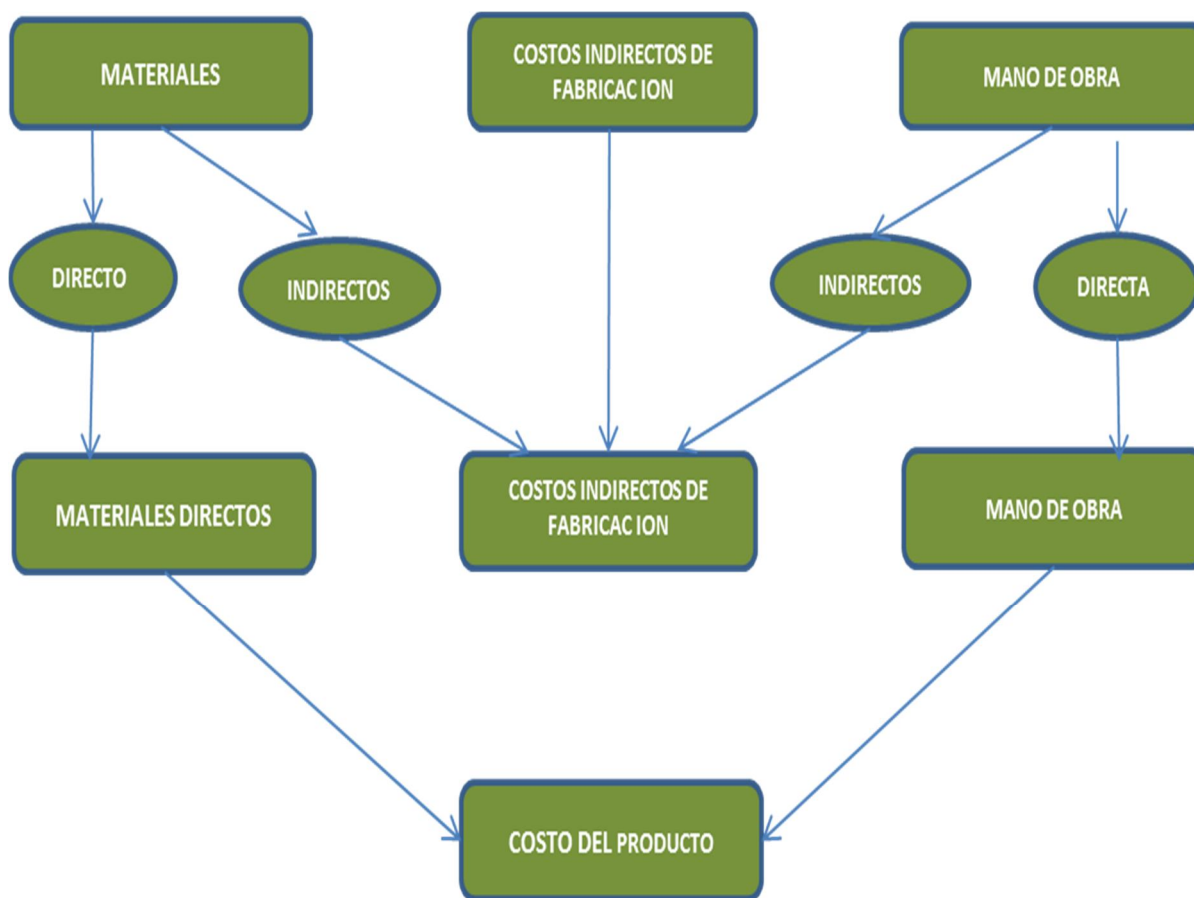 MATERIALES
COSTOS INDIRECTOS DE
FABRICAC ION
MANO DE OBRA
DIRECTO
INDIRECTOS
INDIRECTOS
DIRECTA
MATERIALES DIRECTOS
COSTOS INDIRECTOS DE
FABRICAC ION
MANO DE OBRA
COSTO DEL PRODUCTO